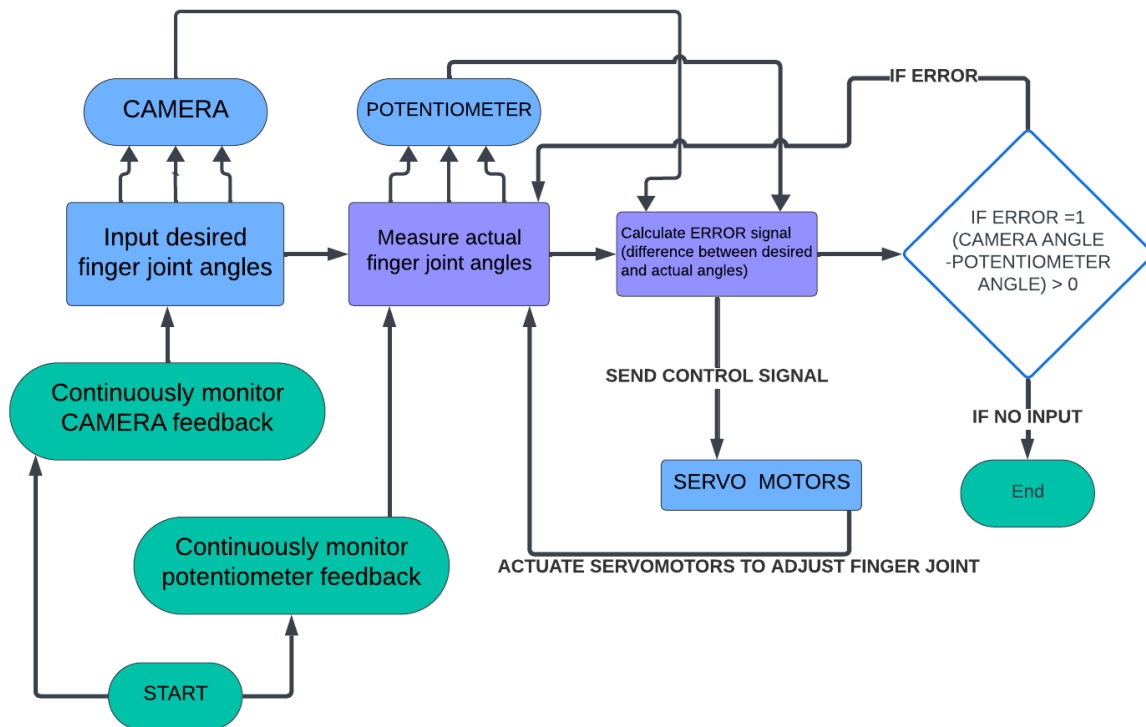 CAMERA
POTENTIOMETER
IF ERROR
Input desired
finger joint angles
Measure actual
finger joint angles
Calculate ERROR signal
(difference between desired
and actual angles)
IF ERROR =1
(CAMERA ANGLE
-POTENTIOMETER
ANGLE) > 0
Continuously monitor
CAMERA feedback
SEND CONTROL SIGNAL
IF NO INPUT
SERVO MOTORS
End
Continuously monitor
potentiometer feedback
ACTUATE SERVOMOTORS TO ADJUST FINGER JOINT
START